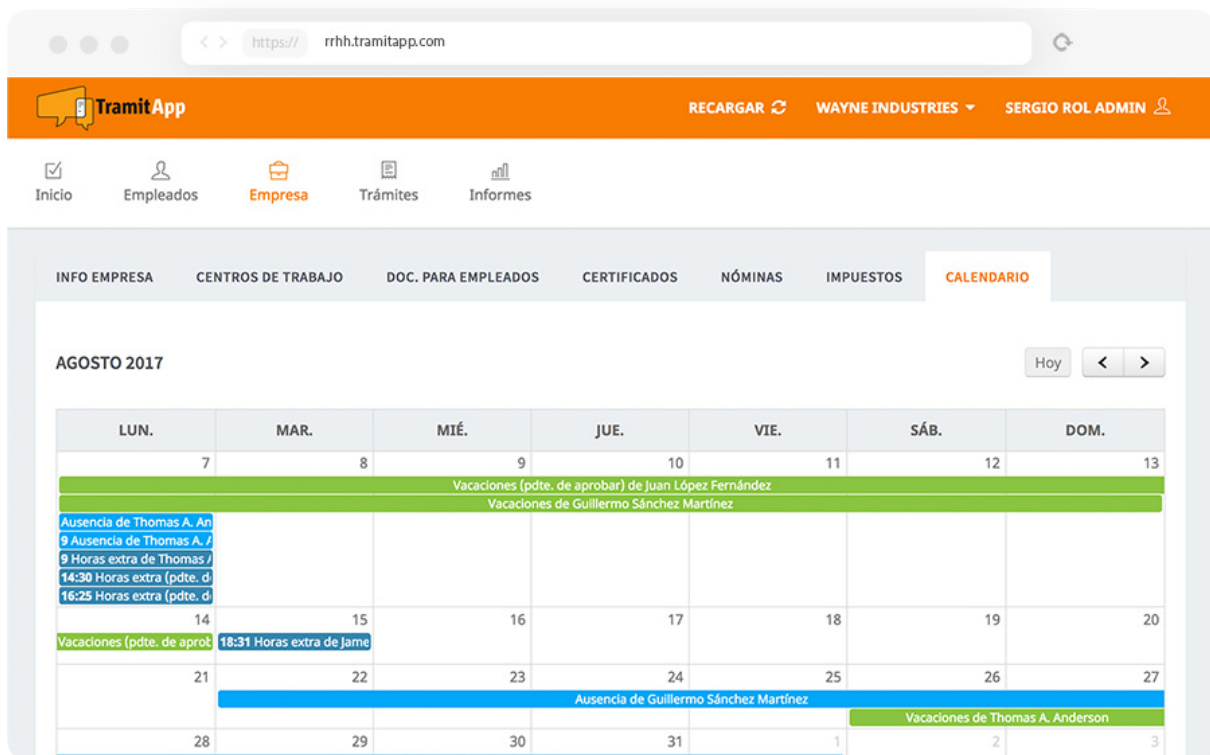 https:// rrhh.tramitapp.com
TramitApp RECARGAR WAYNE INDUSTRIES SERGIO ROL ADMIN
Inicio Empleados Empresa Trámites Informes
INFO EMPRESA CENTROS DE TRABAJO DOC. PARA EMPLEADOS CERTIFICADOS NÓMINAS IMPUESTOS CALENDARIO
AGOSTO 2017 Hoy
LUN. MAR. MIÉ. JUE. VIE. SÁB. DOM.
7 8 9 10 11 12 13
Vacaciones (pdte. de aprobar) de Juan López Fernández
Vacaciones de Guillermo Sánchez Martínez
Ausencia de Thomas A. An
9 Ausencia de Thomas A.
9 Horas extra de Thomas
14:30 Horas extra (pdte. d
16:25 Horas extra (pdte. d
14 15 16 17 18 19 20
Vacaciones (pdte. de aprob 18:31 Horas extra de Jame
21 22 23 24 25 26 27
Ausencia de Guillermo Sánchez Martínez
Vacaciones de Thomas A. Anderson
28 29 30 31 1 2 3